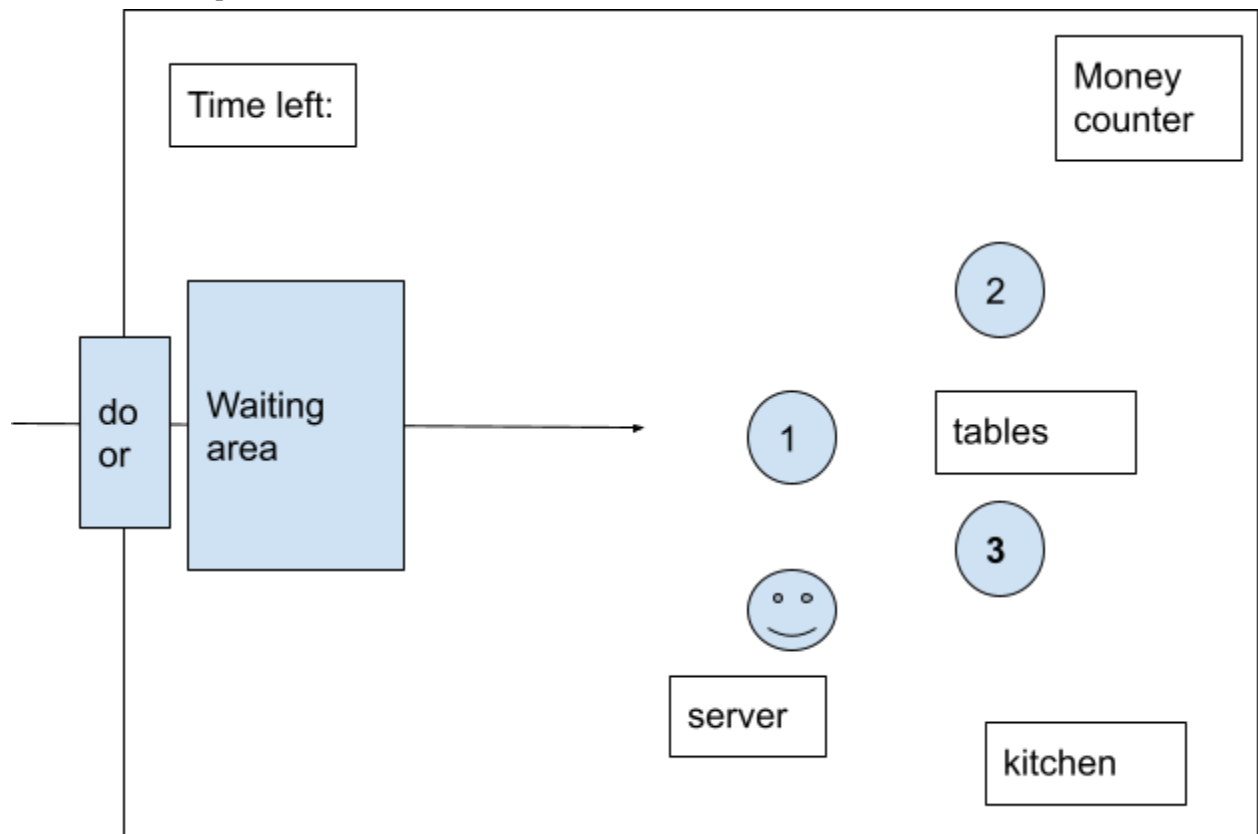 Time left:
Money
counter
2
do
or
Waiting
area
1
tables
3
server
kitchen